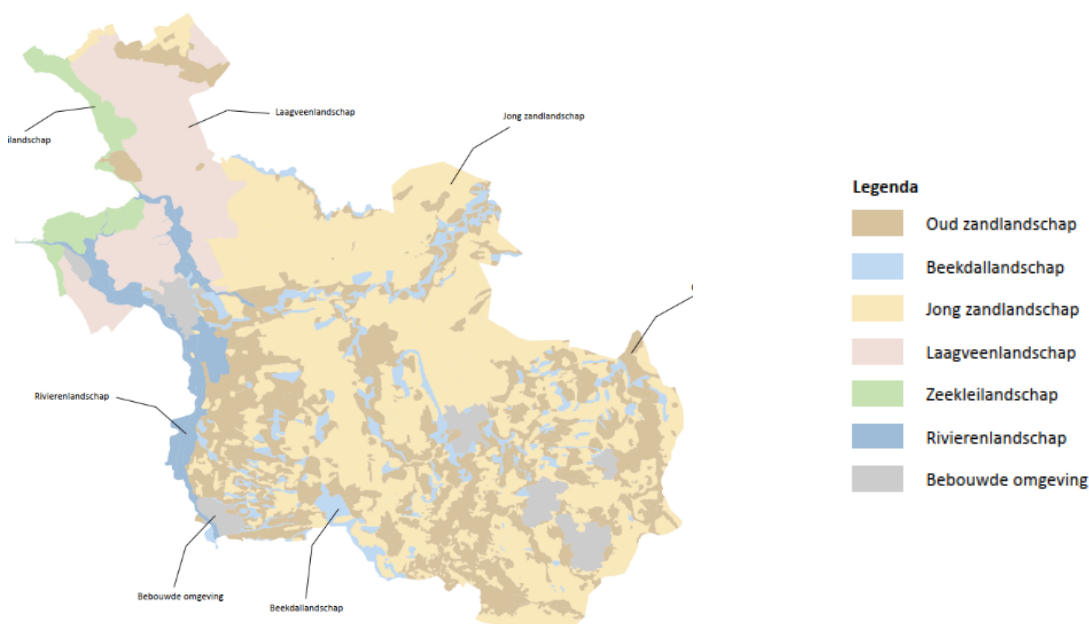 Laagveenlandschap
Jong zandlandschap
ilandschap
Rivierenlandschap
Bebouwde omgeving
Beekdallandschap
Legenda
Oud zandlandschap
Beekdallandschap
Jong zandlandschap
Laagveenlandschap
Zeekleilandschap
Rivierenlandschap
Bebouwde omgeving